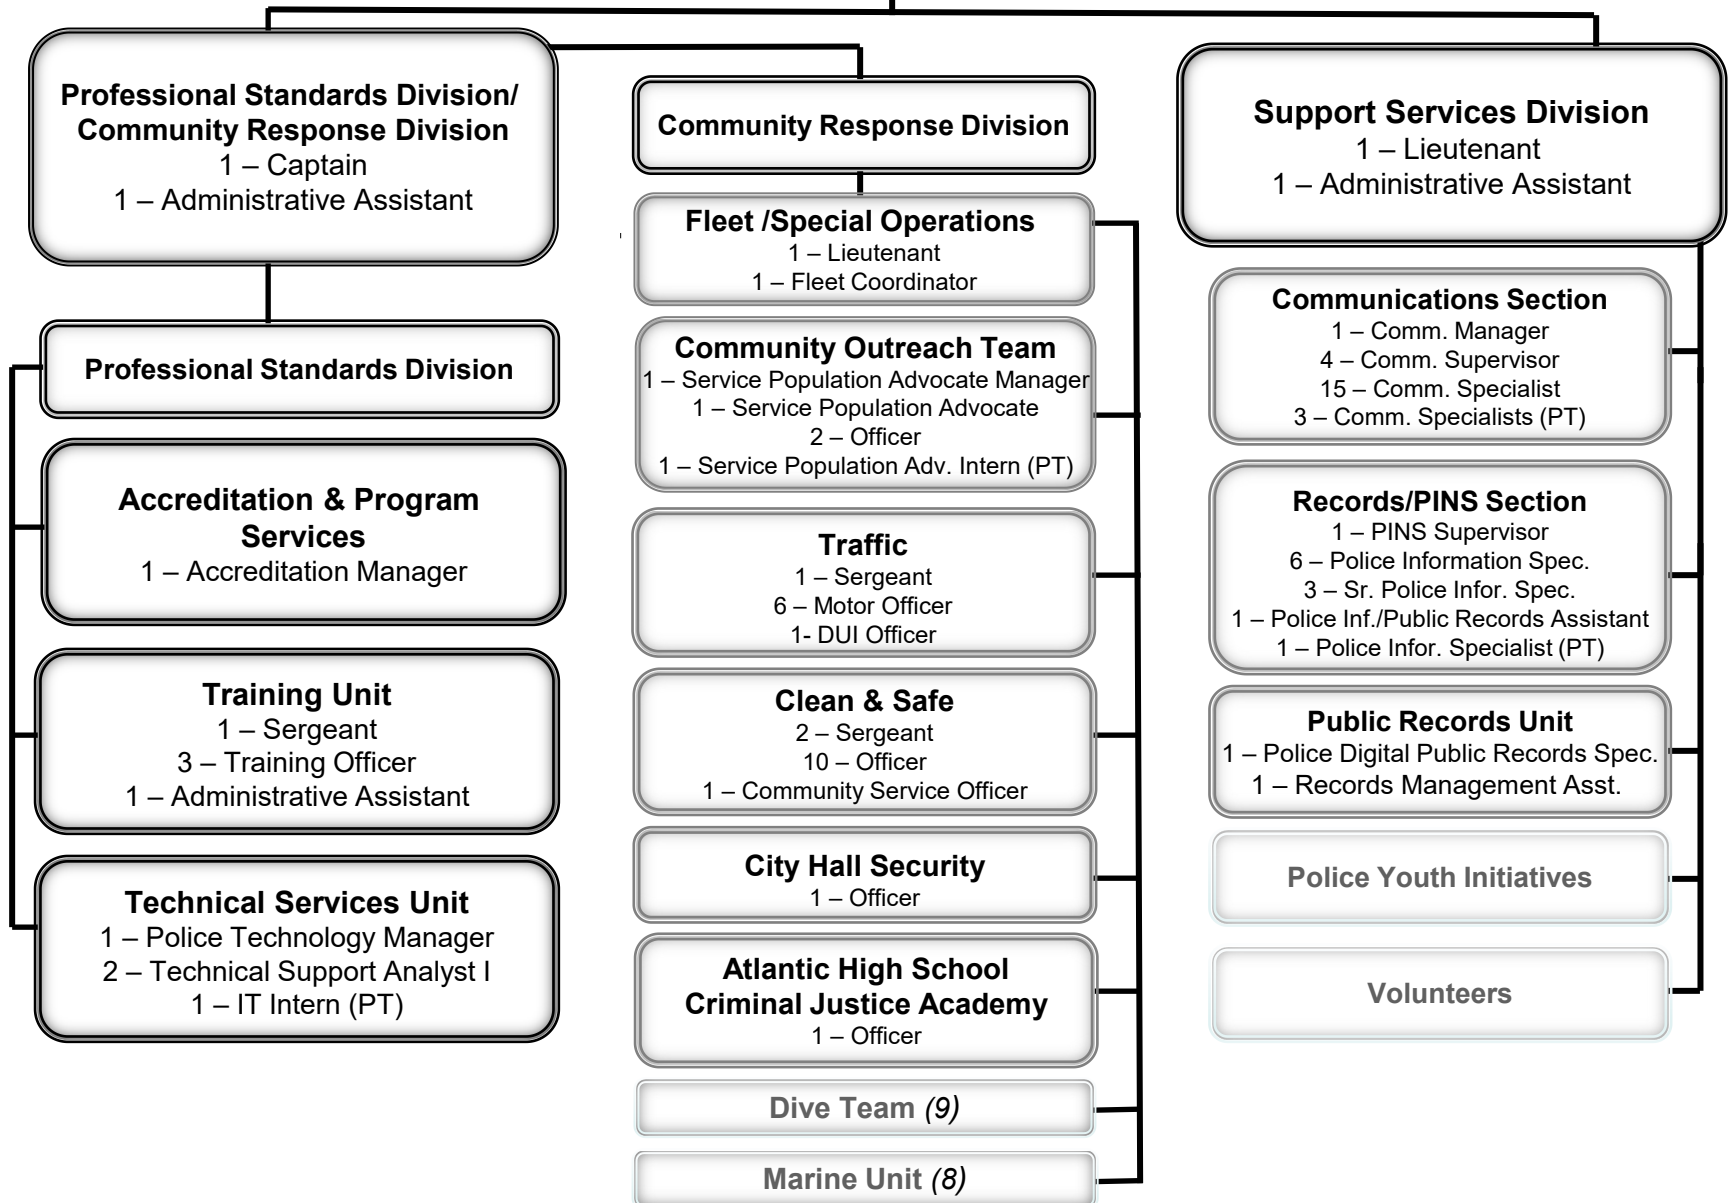 Professional Standards Division/
Community Response Division
1 – Captain
1 – Administrative Assistant
Professional Standards Division
Accreditation & Program
Services
1 – Accreditation Manager
Training Unit
1 – Sergeant
3 – Training Officer
1 – Administrative Assistant
Technical Services Unit
1 – Police Technology Manager
2 – Technical Support Analyst I
1 – IT Intern (PT)
Community Response Division
Fleet /Special Operations
1 – Lieutenant
1 – Fleet Coordinator
Community Outreach Team
1 – Service Population Advocate Manager
1 – Service Population Advocate
2 – Officer
1 – Service Population Adv. Intern (PT)
Traffic
1 – Sergeant
6 – Motor Officer
1- DUI Officer
Clean & Safe
2 – Sergeant
10 – Officer
1 – Community Service Officer
City Hall Security
1 – Officer
Atlantic High School
Criminal Justice Academy
1 – Officer
Dive Team (9)
Marine Unit (8)
Support Services Division
1 – Lieutenant
1 – Administrative Assistant
Communications Section
1 – Comm. Manager
4 – Comm. Supervisor
15 – Comm. Specialist
3 – Comm. Specialists (PT)
Records/PINS Section
1 – PINS Supervisor
6 – Police Information Spec.
3 – Sr. Police Infor. Spec.
1 – Police Inf./Public Records Assistant
1 – Police Infor. Specialist (PT)
Public Records Unit
1 – Police Digital Public Records Spec.
1 – Records Management Asst.
Police Youth Initiatives
Volunteers